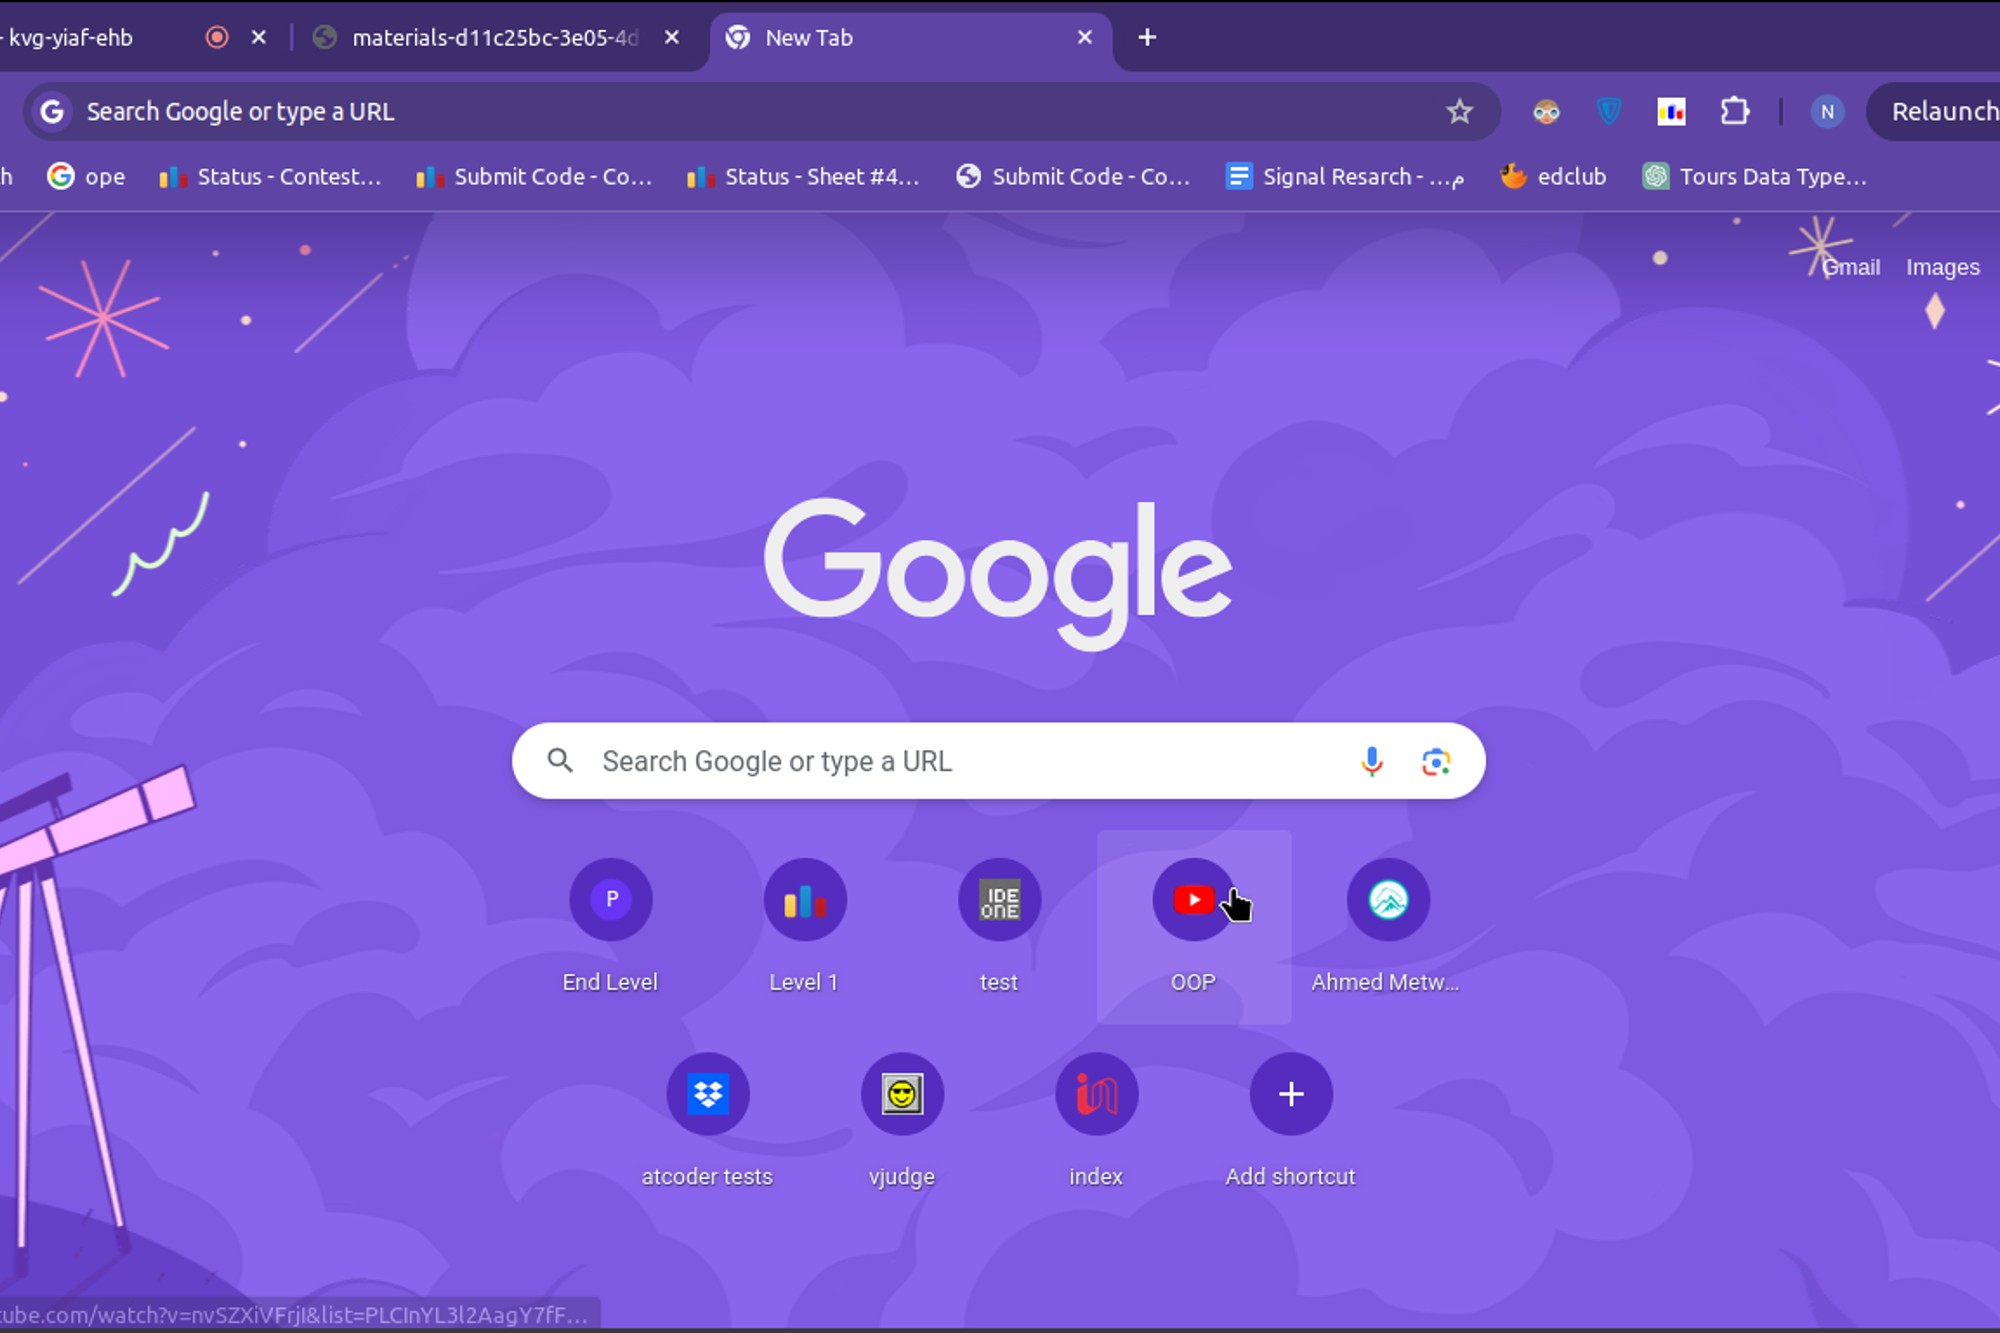 - kvg-yiaf-ehb
materials-d11c25bc-3e05-4d
New Tab
Search Google or type a URL
N
Relaunch
h
ope
Status - Contest...
Submit Code - Co...
Status - Sheet #4...
Submit Code - Co...
Signal Resarch - ...م
edclub
Tours Data Type...
Gmail
Images
Google
Search Google or type a URL
P
IDE
ONE
End Level
Level 1
test
OOP
Ahmed Metw...
in
atcoder tests
vjudge
index
Add shortcut
tube.com/watch?v=nvSZXiVFrjI&list=PLCInYL3l2AagY7fF...